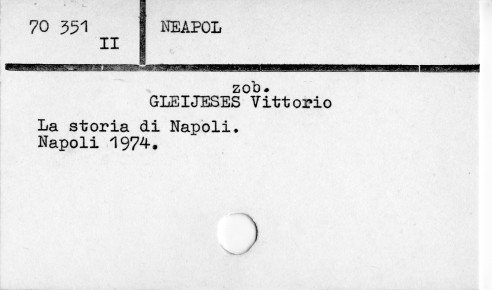 70 351
II
NEAPOL
zob.
GLEIJESES Vittorio
La storia di Napoli.
Napoli 1974.